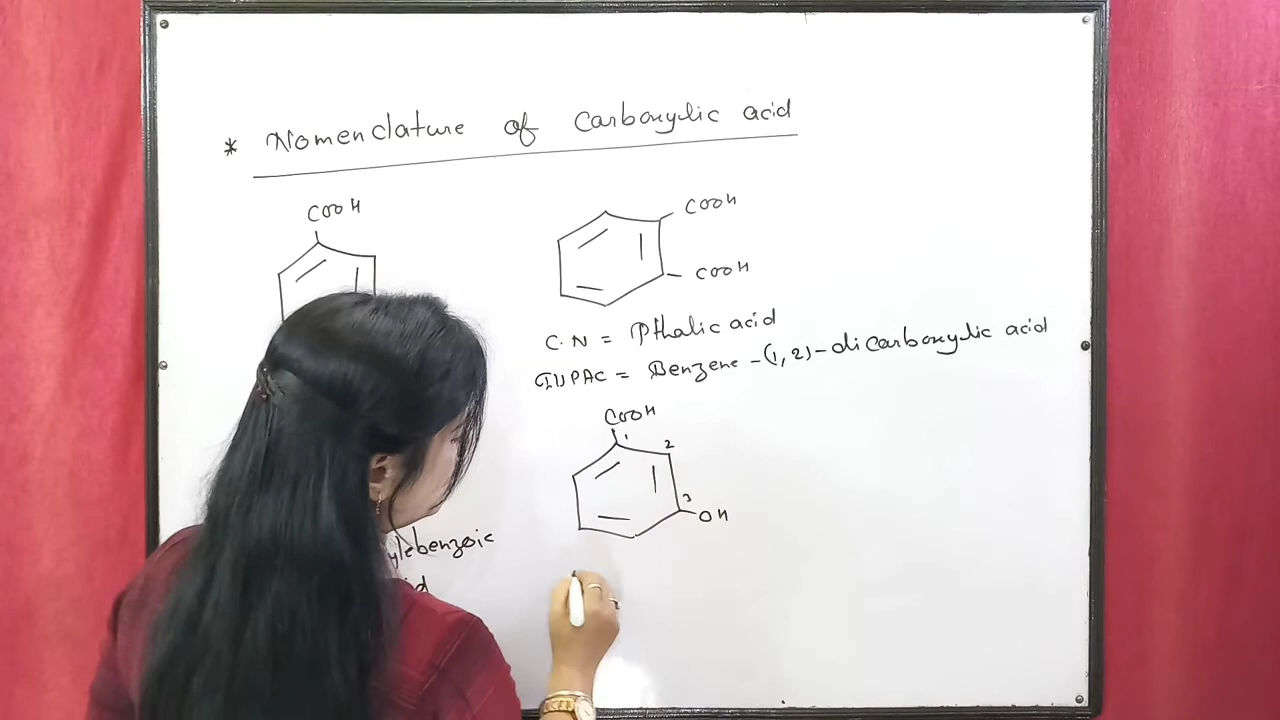 * Nomenclature of Carboxylic acid
COOH
COOH
COOH
C.N = Pthalic acid
IUPAC = Benzene-(1,2)-dicarboxylic acid
COOH
1
2
3
OH
ylebenzoic